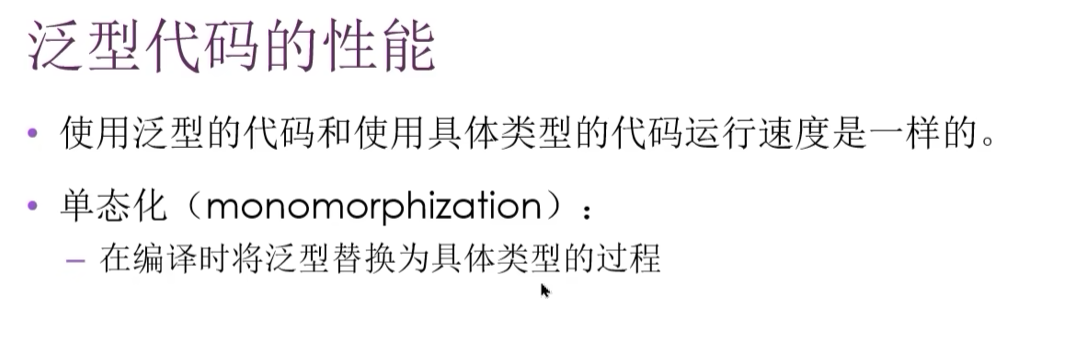 泛型代码的性能
• 使用泛型的代码和使用具体类型的代码运行速度是一样的。
• 单态化（monomorphization）：
– 在编译时将泛型替换为具体类型的过程